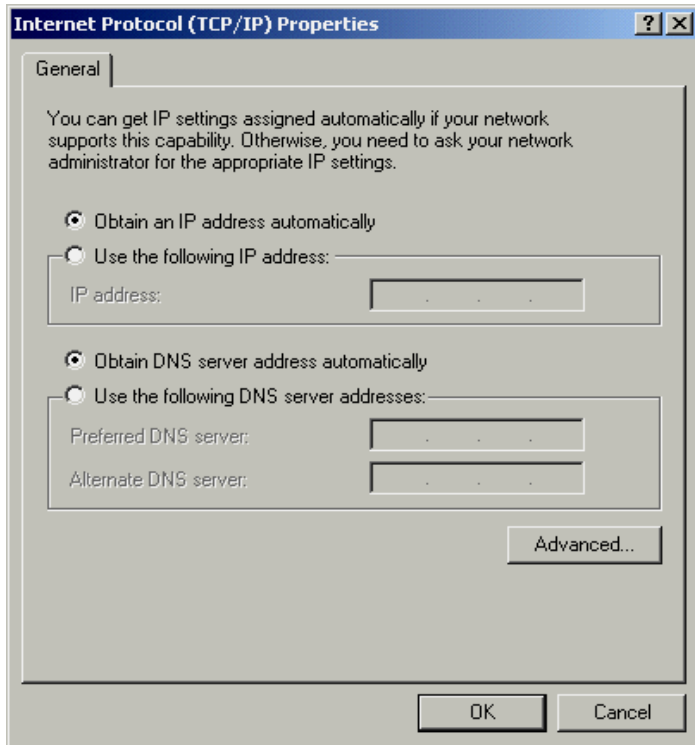 Internet Protocol (TCP/IP) Properties
General
You can get IP settings assigned automatically if your network
supports this capability. Otherwise, you need to ask your network
administrator for the appropriate IP settings.
Obtain an IP address automatically
Use the following IP address:
IP address:
Obtain DNS server address automatically
Use the following DNS server addresses:
Preferred DNS server:
Alternate DNS server:
Advanced...
OK Cancel